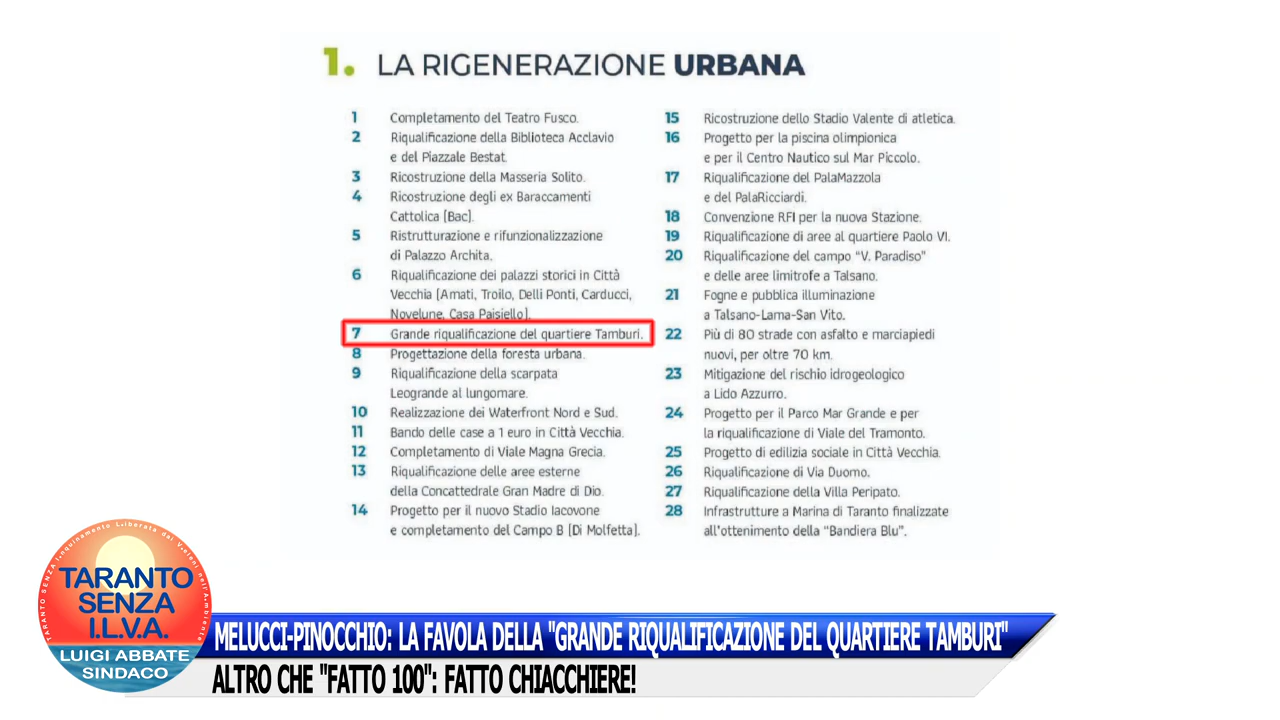 1. LA RIGENERAZIONE URBANA
1 Completamento del Teatro Fusco.
2 Riqualificazione della Biblioteca Acclavio
e del Piazzale Bestat.
3 Ricostruzione della Masseria Solito.
4 Ricostruzione degli ex Baraccamenti
Cattolica (Bac).
5 Ristrutturazione e rifunzionalizzazione
di Palazzo Archita.
6 Riqualificazione dei palazzi storici in Città
Vecchia (Amati, Troilo, Delli Ponti, Carducci,
Novelune, Casa Paisiello).
7 Grande riqualificazione del quartiere Tamburi.
8 Progettazione della foresta urbana.
9 Riqualificazione della scarpata
Leogrande al lungomare.
10 Realizzazione dei Waterfront Nord e Sud.
11 Bando delle case a 1 euro in Città Vecchia.
12 Completamento di Viale Magna Grecia.
13 Riqualificazione delle aree esterne
della Concattedrale Gran Madre di Dio.
14 Progetto per il nuovo Stadio Iacovone
e completamento del Campo B (Di Molfetta).
15 Ricostruzione dello Stadio Valente di atletica.
16 Progetto per la piscina olimpionica
e per il Centro Nautico sul Mar Piccolo.
17 Riqualificazione del PalaMazzola
e del PalaRicciardi.
18 Convenzione RFI per la nuova Stazione.
19 Riqualificazione di aree al quartiere Paolo VI.
20 Riqualificazione del campo "V. Paradiso"
e delle aree limitrofe a Talsano.
21 Fogne e pubblica illuminazione
a Talsano-Lama-San Vito.
22 Più di 80 strade con asfalto e marciapiedi
nuovi, per oltre 70 km.
23 Mitigazione del rischio idrogeologico
a Lido Azzurro.
24 Progetto per il Parco Mar Grande e per
la riqualificazione di Viale del Tramonto.
25 Progetto di edilizia sociale in Città Vecchia.
26 Riqualificazione di Via Duomo.
27 Riqualificazione della Villa Peripato.
28 Infrastrutture a Marina di Taranto finalizzate
all'ottenimento della "Bandiera Blu".
TARANTO SENZA I.nquinamento L.iberata dai V.eleni nell'A.mbiente
TARANTO
SENZA
I.L.V.A.
LUIGI ABBATE
SINDACO
MELUCCI-PINOCCHIO: LA FAVOLA DELLA "GRANDE RIQUALIFICAZIONE DEL QUARTIERE TAMBURI"
ALTRO CHE "FATTO 100": FATTO CHIACCHIERE!